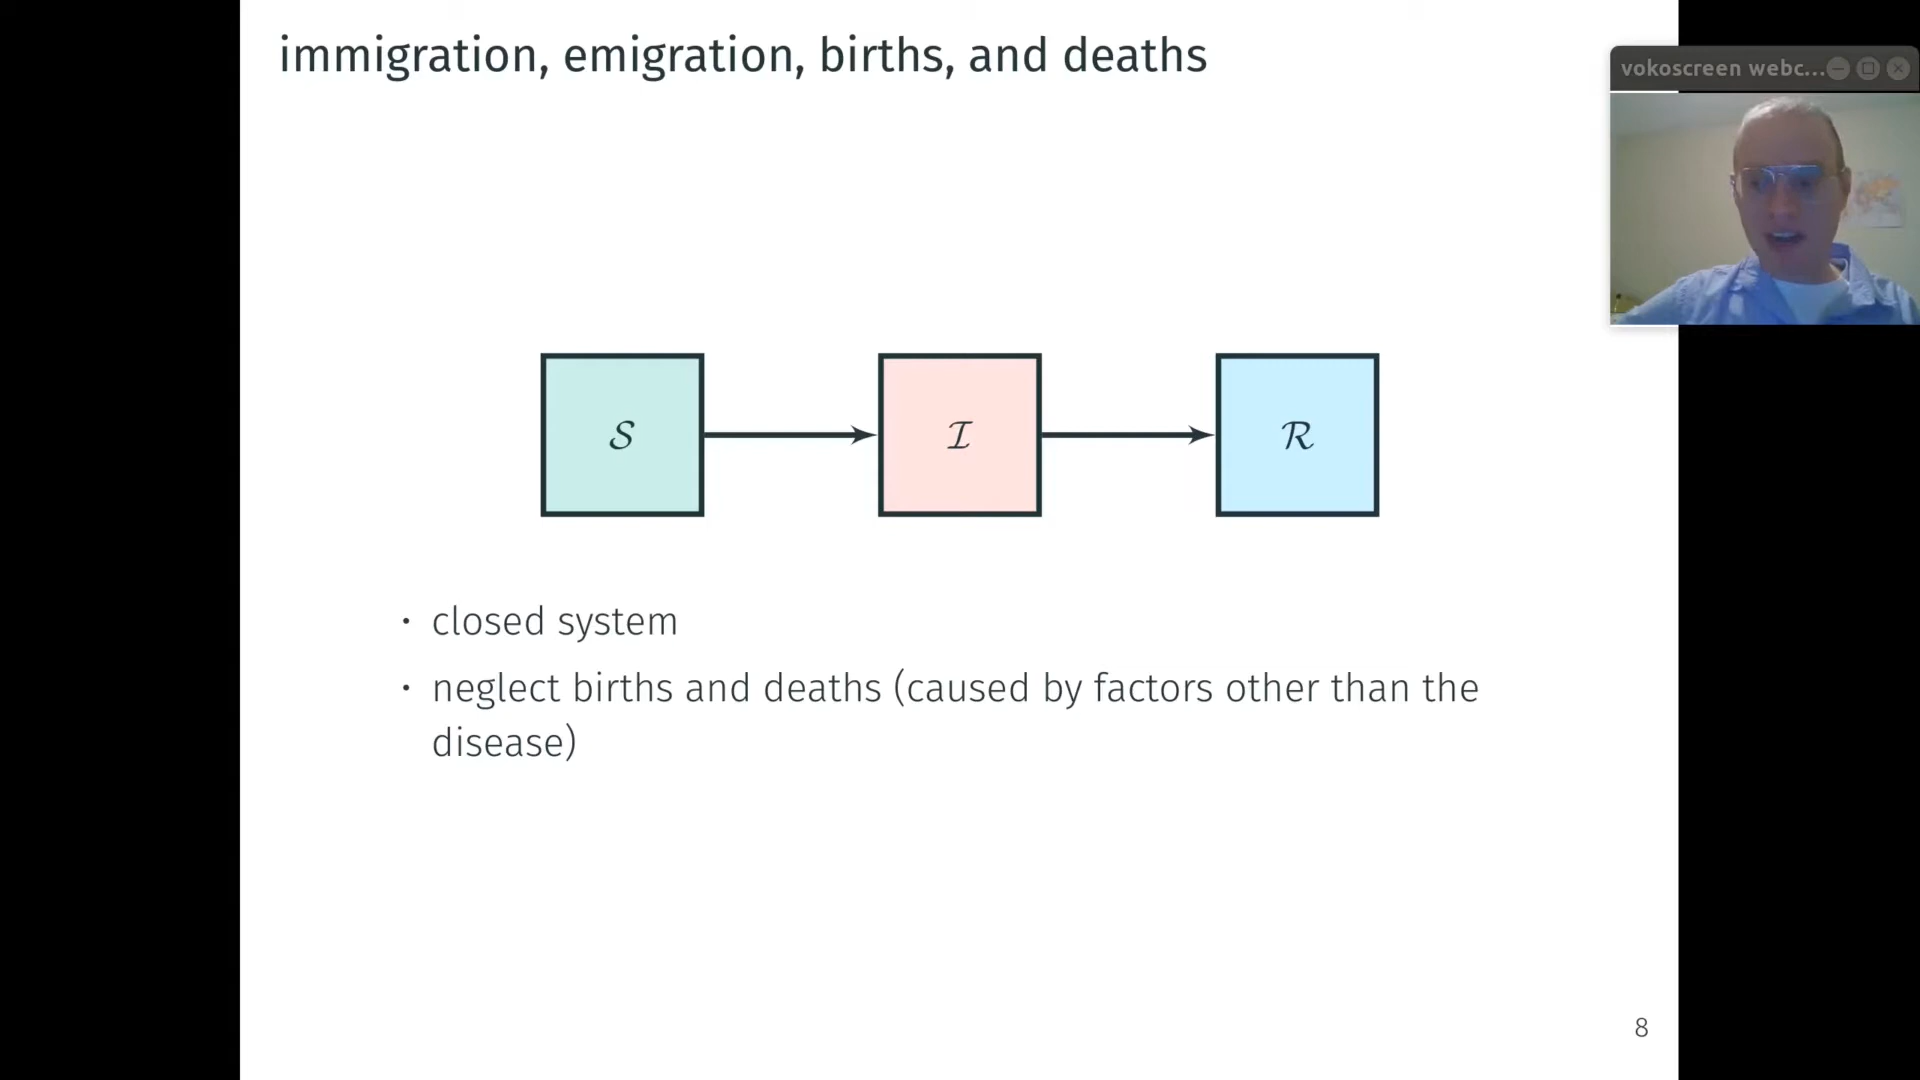 immigration, emigration, births, and deaths
vokoscreen webc...
S
I
R
• closed system
• neglect births and deaths (caused by factors other than the
disease)
8